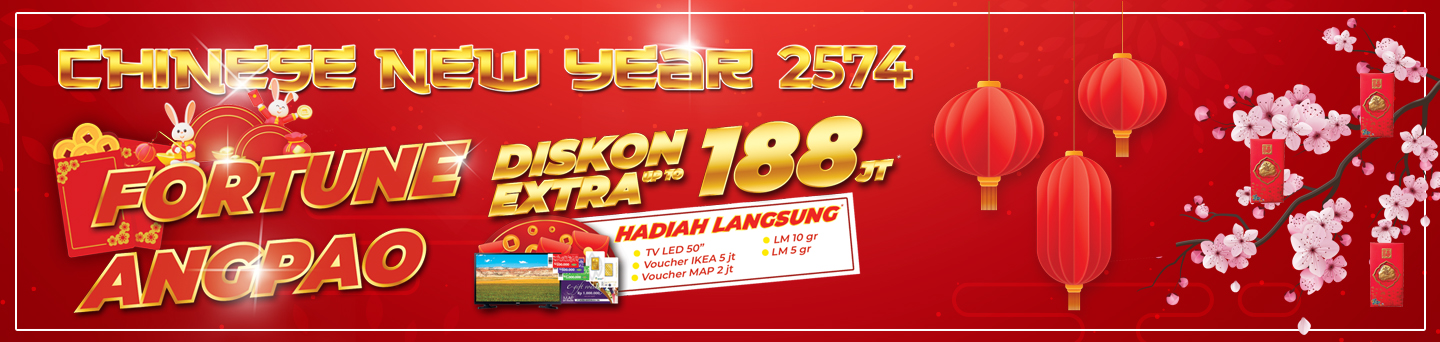 CHINESE NEW YEAR 2574
FORTUNE
ANGPAO
DISKON
EXTRA UP TO 188 JT*
HADIAH LANGSUNG*
TV LED 50"
Voucher IKEA 5 jt
Voucher MAP 2 jt
LM 10 gr
LM 5 gr